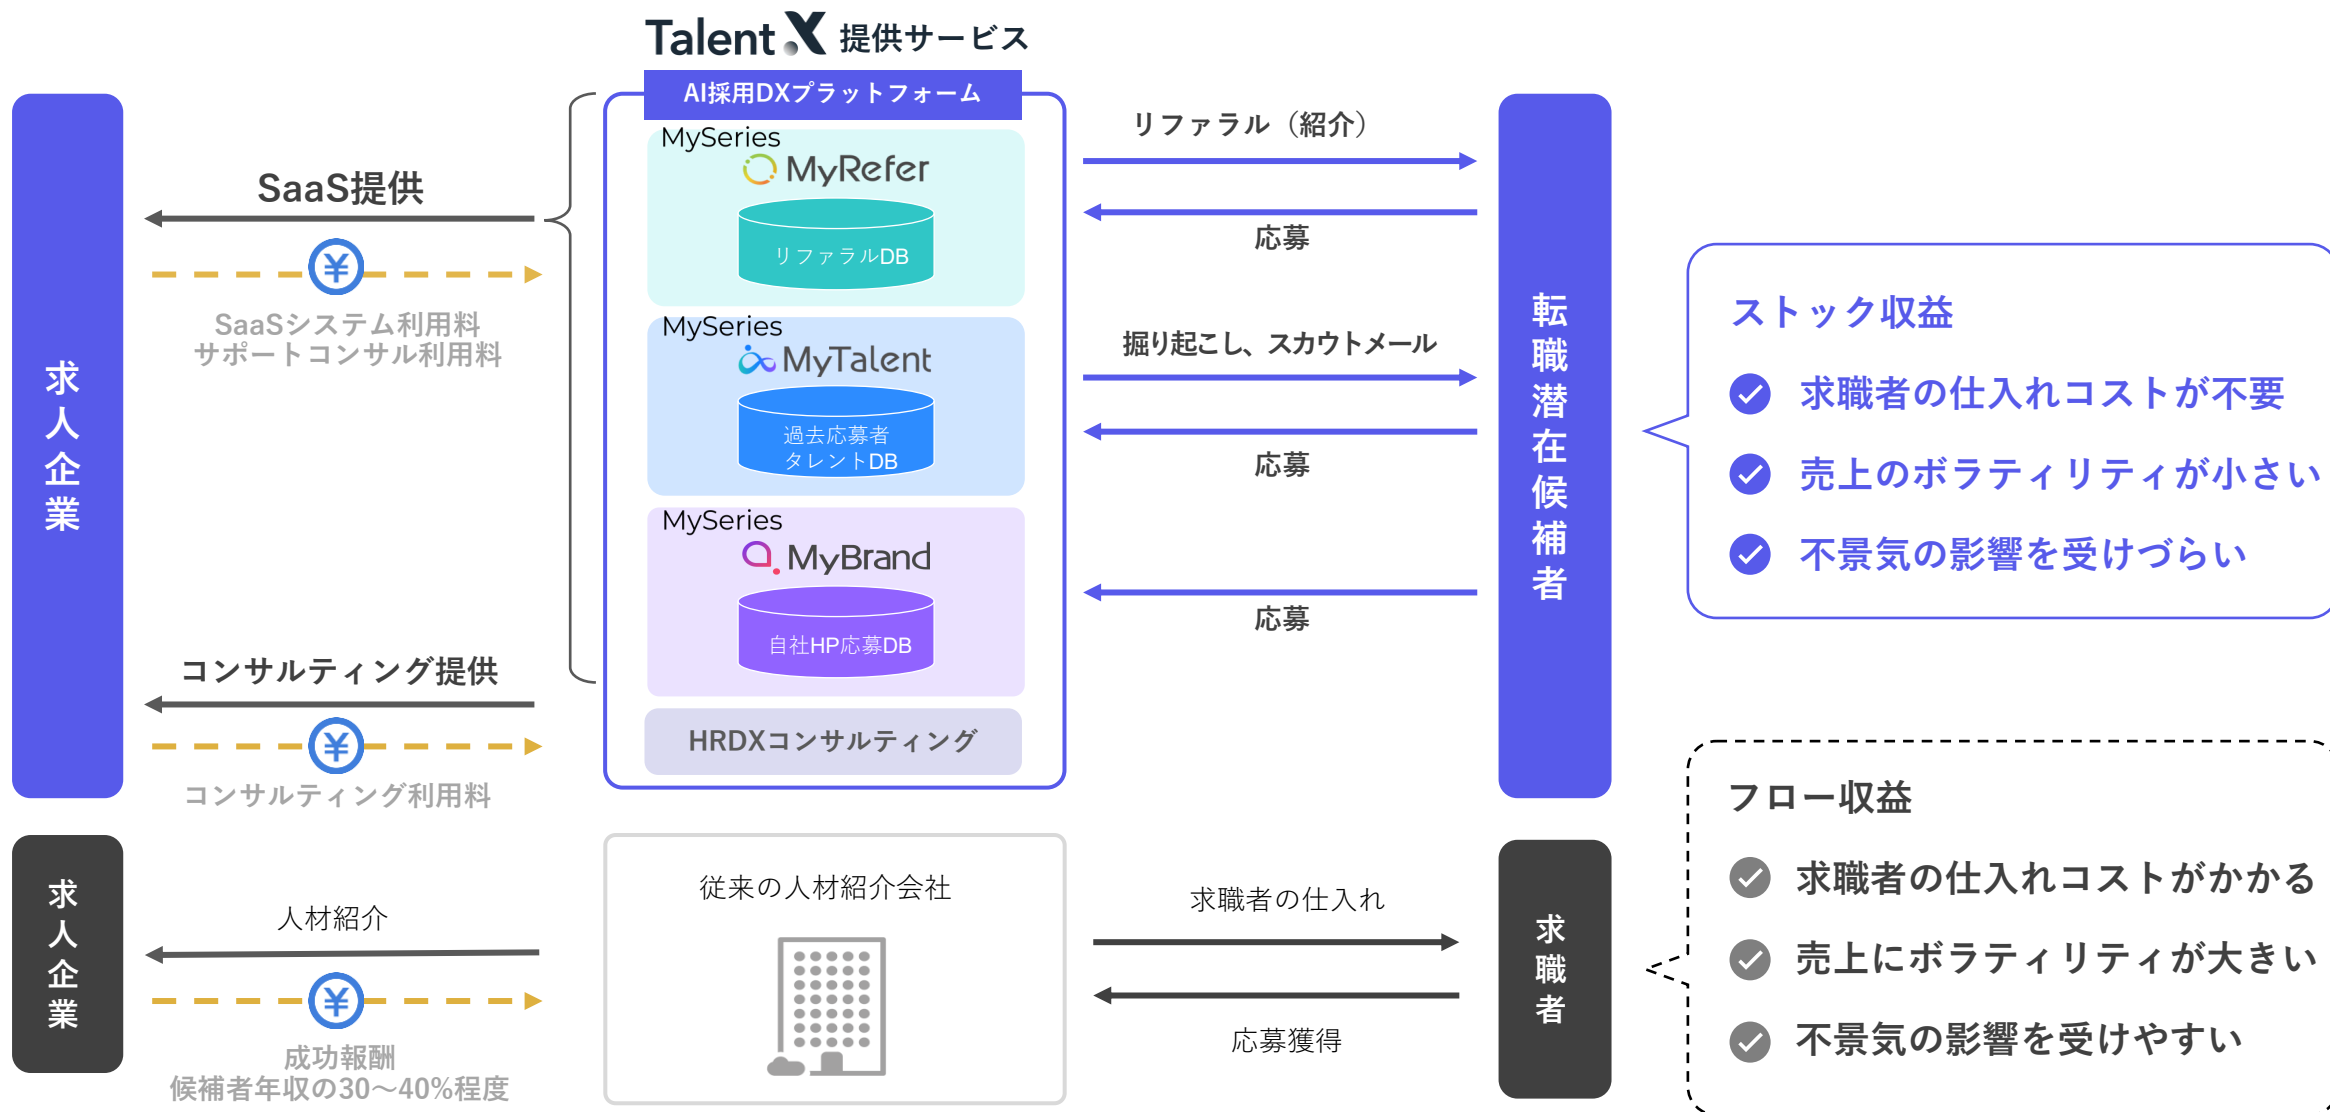 TalentX 提供サービス
AI採用DXプラットフォーム
求人企業
SaaS提供
¥
SaaSシステム利用料
サポートコンサル利用料
コンサルティング提供
¥
コンサルティング利用料
MySeries
MyRefer
リファラルDB
MySeries
MyTalent
過去応募者
タレントDB
MySeries
MyBrand
自社HP応募DB
HRDXコンサルティング
リファラル（紹介）
応募
掘り起こし、スカウトメール
応募
応募
転職潜在候補者
ストック収益
求職者の仕入れコストが不要
売上のボラティリティが小さい
不景気の影響を受けづらい
求人企業
人材紹介
¥
成功報酬
候補者年収の30～40%程度
従来の人材紹介会社
求職者の仕入れ
応募獲得
求職者
フロー収益
求職者の仕入れコストがかかる
売上にボラティリティが大きい
不景気の影響を受けやすい